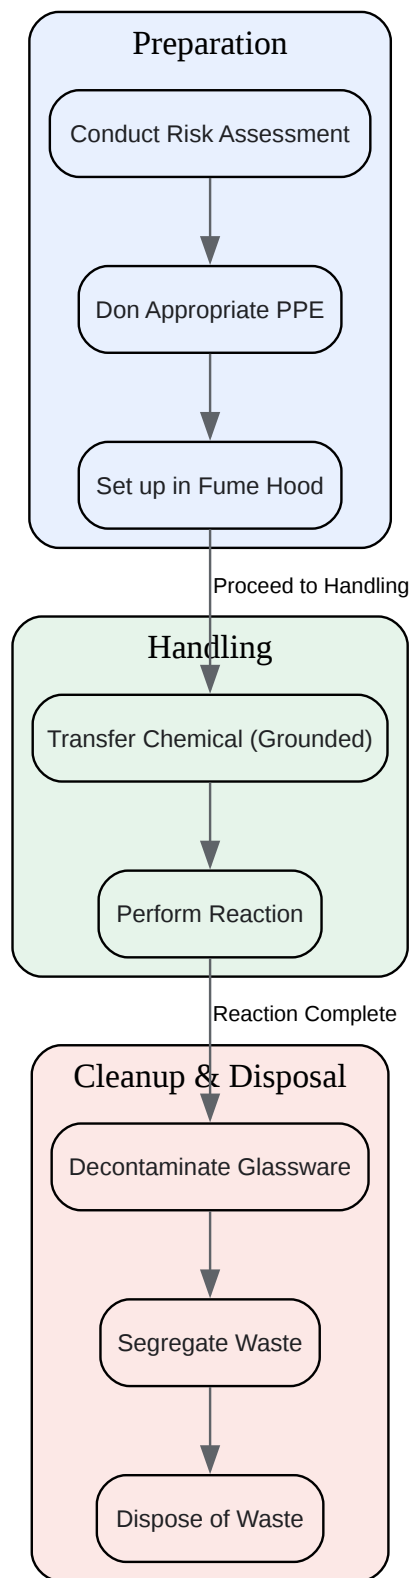 Preparation
Conduct Risk Assessment
Don Appropriate PPE
Set up in Fume Hood
Proceed to Handling
Handling
Transfer Chemical (Grounded)
Perform Reaction
Reaction Complete
Cleanup & Disposal
Decontaminate Glassware
Segregate Waste
Dispose of Waste